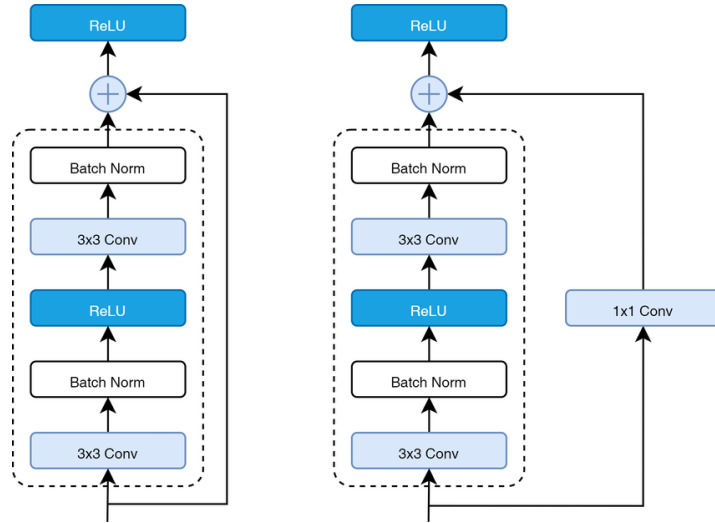 ReLU
Batch Norm
3x3 Conv
ReLU
Batch Norm
3x3 Conv
ReLU
Batch Norm
3x3 Conv
ReLU
Batch Norm
3x3 Conv
1x1 Conv